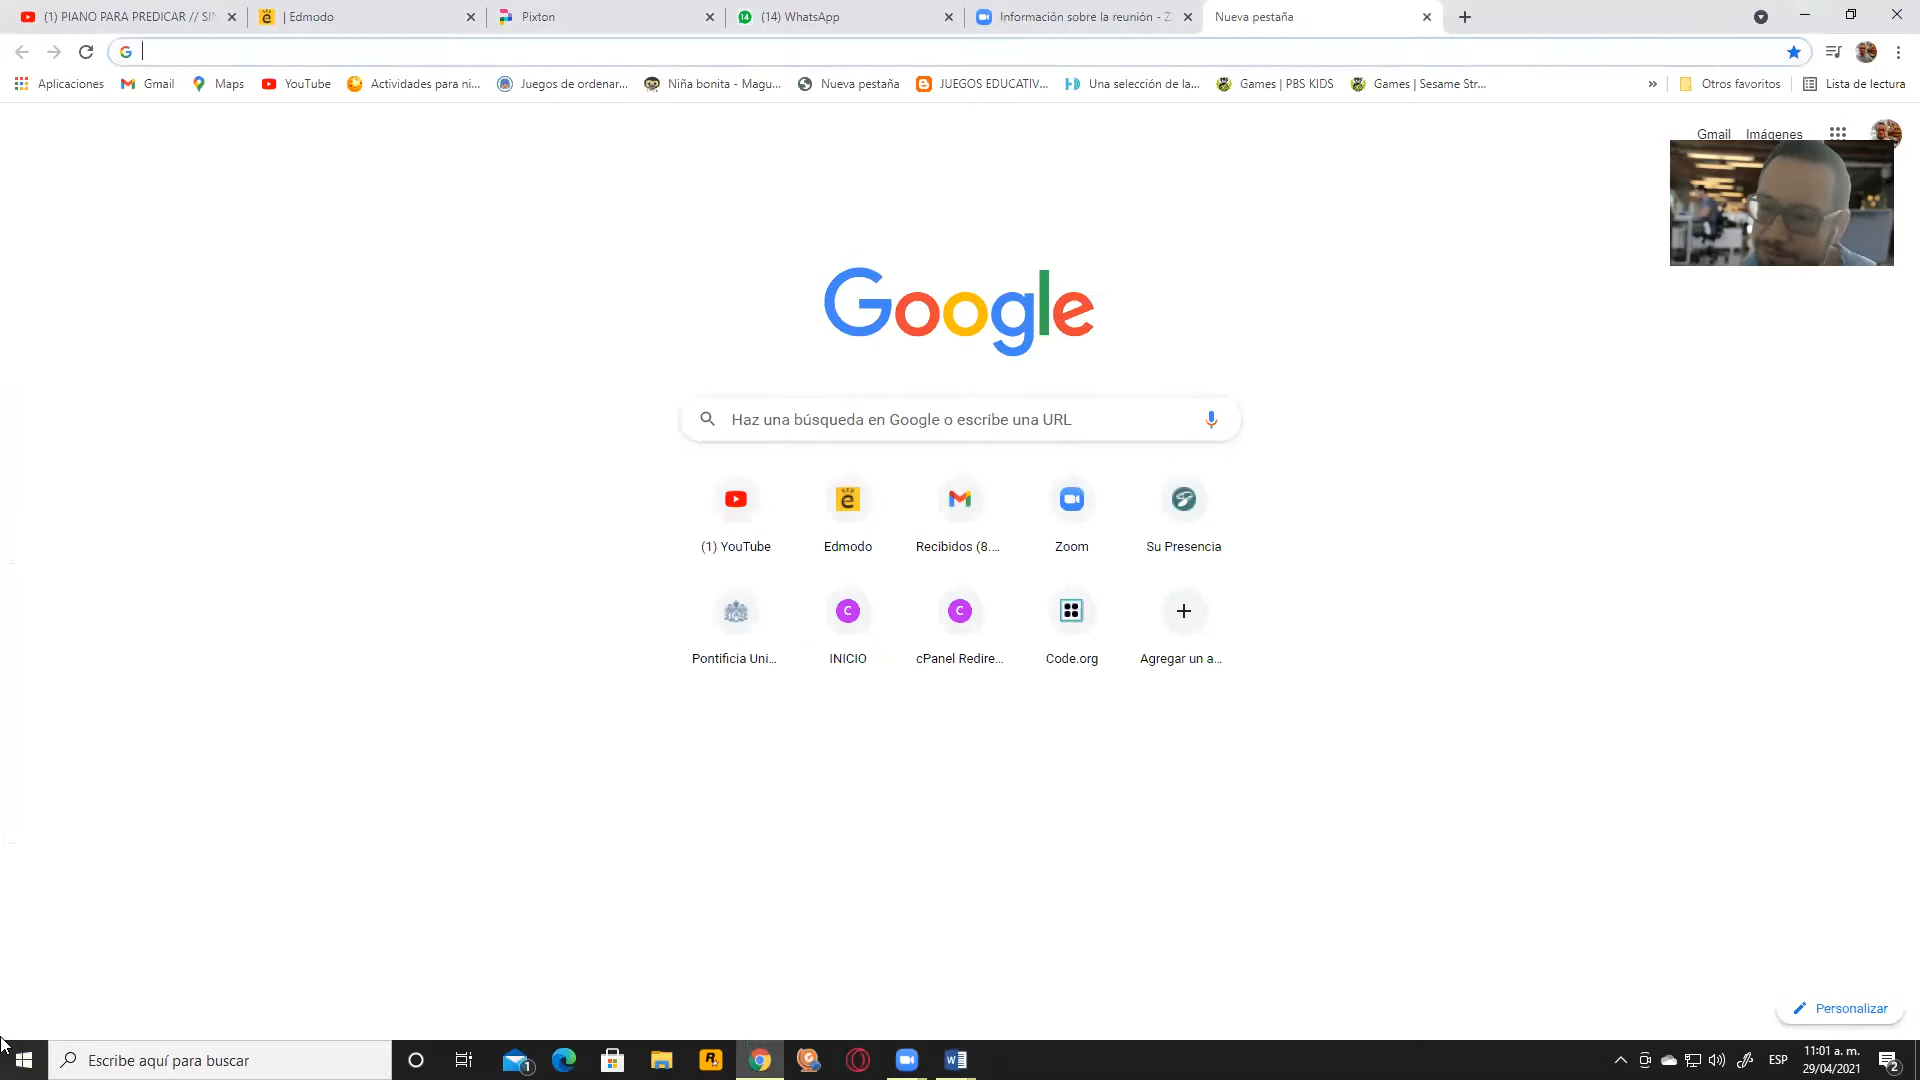 (1) PIANO PARA PREDICAR // SIN
| Edmodo
Pixton
(14) WhatsApp
Información sobre la reunión - Z
Nueva pestaña
Aplicaciones
Gmail
Maps
YouTube
Actividades para ni...
Juegos de ordenar...
Niña bonita - Magu...
Nueva pestaña
JUEGOS EDUCATIV...
Una selección de la...
Games | PBS KIDS
Games | Sesame Str...
»
Otros favoritos
Lista de lectura
Gmail
Imágenes
Google
Haz una búsqueda en Google o escribe una URL
(1) YouTube
Edmodo
Recibidos (8....
Zoom
Su Presencia
C
C
Pontificia Uni...
INICIO
cPanel Redire...
Code.org
Agregar un a...
Personalizar
Escribe aquí para buscar
1
ESP
11:01 a. m.
29/04/2021
2